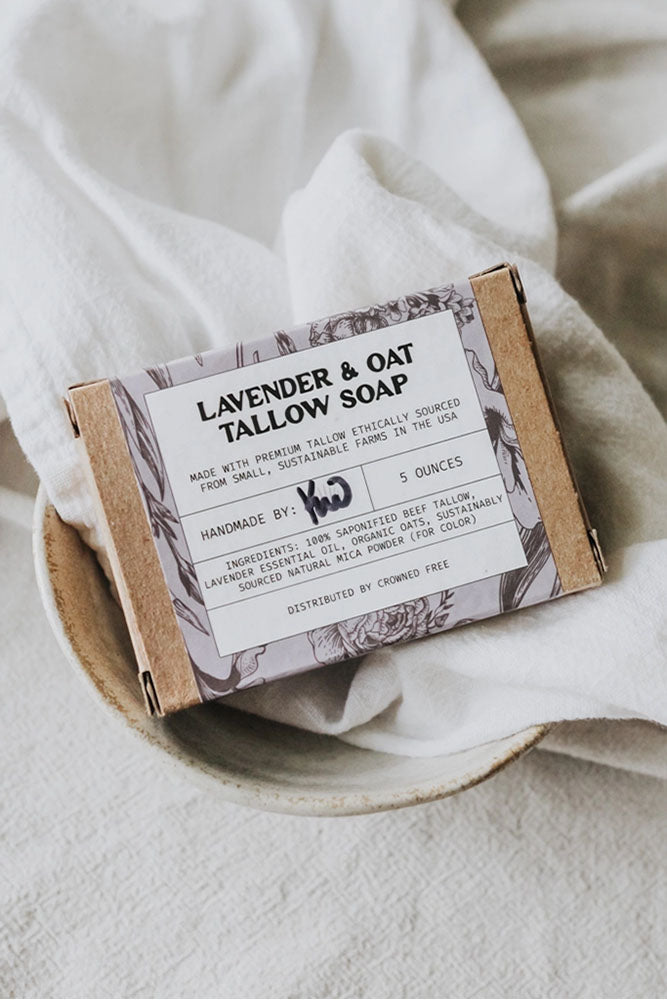 LAVENDER & OAT
TALLOW SOAP
MADE WITH PREMIUM TALLOW ETHICALLY SOURCED
FROM SMALL, SUSTAINABLE FARMS IN THE USA
HANDMADE BY:
5 OUNCES
INGREDIENTS: 100% SAPONIFIED BEEF TALLOW,
LAVENDER ESSENTIAL OIL, ORGANIC OATS, SUSTAINABLY
SOURCED NATURAL MICA POWDER (FOR COLOR)
DISTRIBUTED BY CROWNED FREE